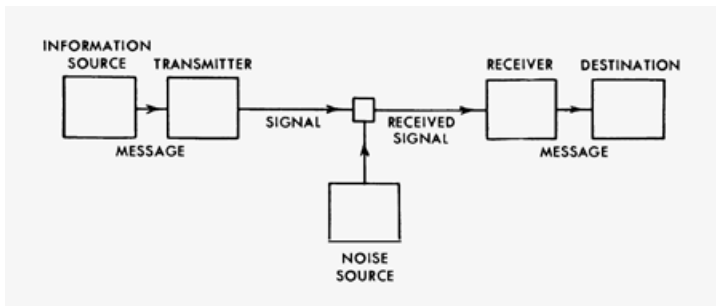 INFORMATION
SOURCE
TRANSMITTER
RECEIVER
DESTINATION
MESSAGE
SIGNAL
RECEIVED
SIGNAL
MESSAGE
NOISE
SOURCE